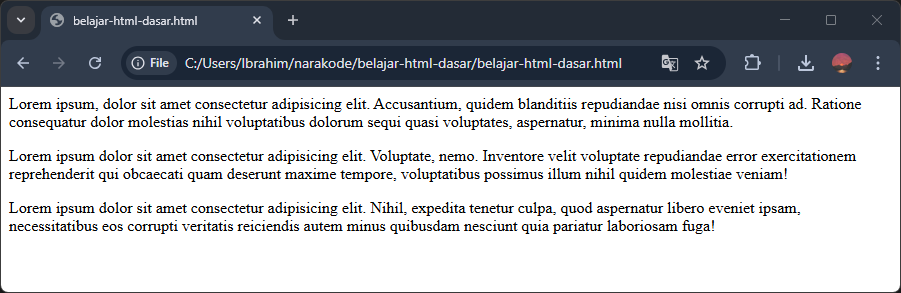 belajar-html-dasar.html
File C:/Users/Ibrahim/narakode/belajar-html-dasar/belajar-html-dasar.html
Lorem ipsum, dolor sit amet consectetur adipisicing elit. Accusantium, quidem blanditiis repudiandae nisi omnis corrupti ad. Ratione
consequatur dolor molestias nihil voluptatibus dolorum sequi quasi voluptates, aspernatur, minima nulla mollitia.
Lorem ipsum dolor sit amet consectetur adipisicing elit. Voluptate, nemo. Inventore velit voluptate repudiandae error exercitationem
reprehenderit qui obcaecati quam deserunt maxime tempore, voluptatibus possimus illum nihil quidem molestiae veniam!
Lorem ipsum dolor sit amet consectetur adipisicing elit. Nihil, expedita tenetur culpa, quod aspernatur libero eveniet ipsam,
necessitatibus eos corrupti veritatis reiciendis autem minus quibusdam nesciunt quia pariatur laboriosam fuga!